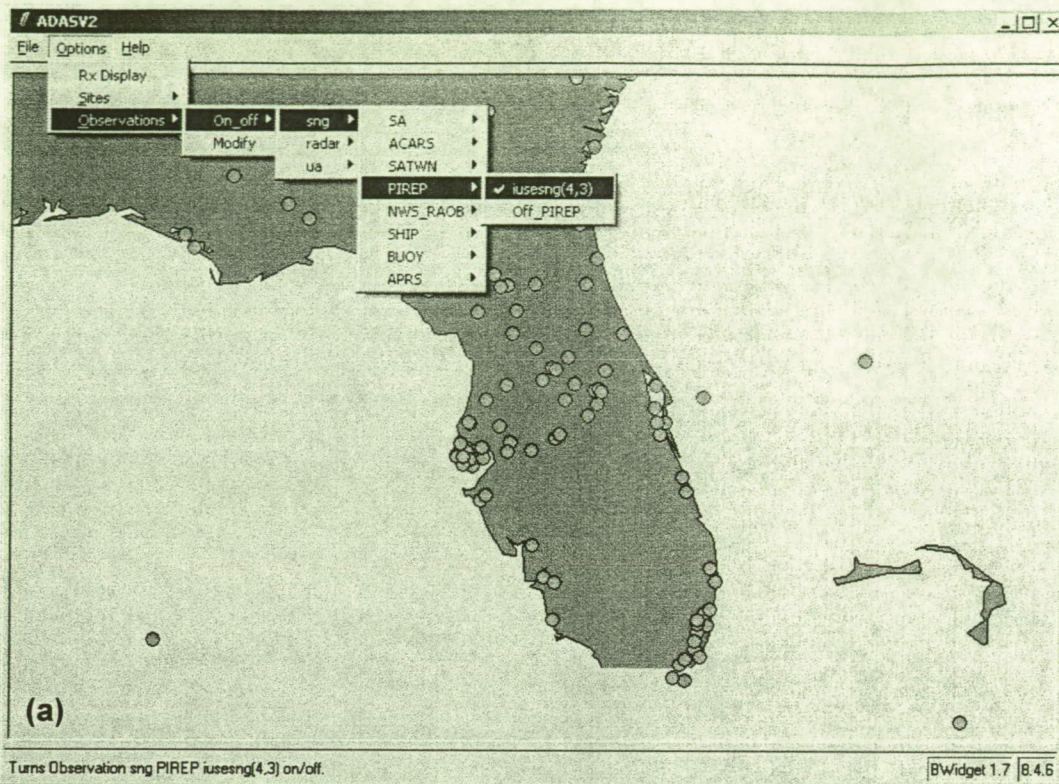 ADASV2
File Options Help
Rx Display
Sites
Observations
On_off
Modify
sng
radar
ua
SA
ACARS
SATWN
PIREP
NWS_RAOB
SHIP
BUOY
APRS
iusesng(4,3)
Off_PIREP
(a)
Turns Observation sng PIREP iusesng(4,3) on/off.
BWidget 1.7 8.4.6